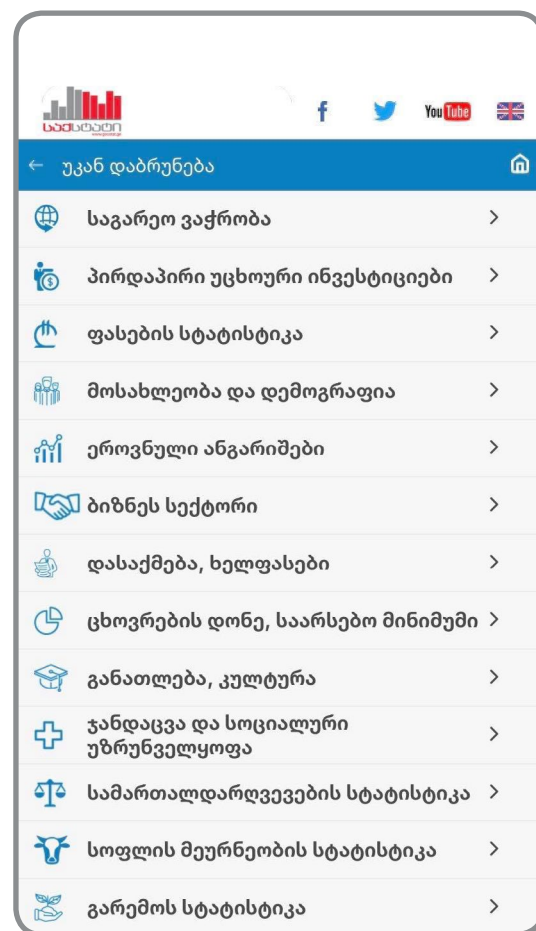 საქსტატი
f
You Tube
← უკან დაბრუნება
საგარეო ვაჭრობა
პირდაპირი უცხოური ინვესტიციები
ფასების სტატისტიკა
მოსახლეობა და დემოგრაფია
ეროვნული ანგარიშები
ბიზნეს სექტორი
დასაქმება, ხელფასები
ცხოვრების დონე, საარსებო მინიმუმი
განათლება, კულტურა
ჯანდაცვა და სოციალური
უზრუნველყოფა
სამართალდარღვევების სტატისტიკა
სოფლის მეურნეობის სტატისტიკა
გარემოს სტატისტიკა